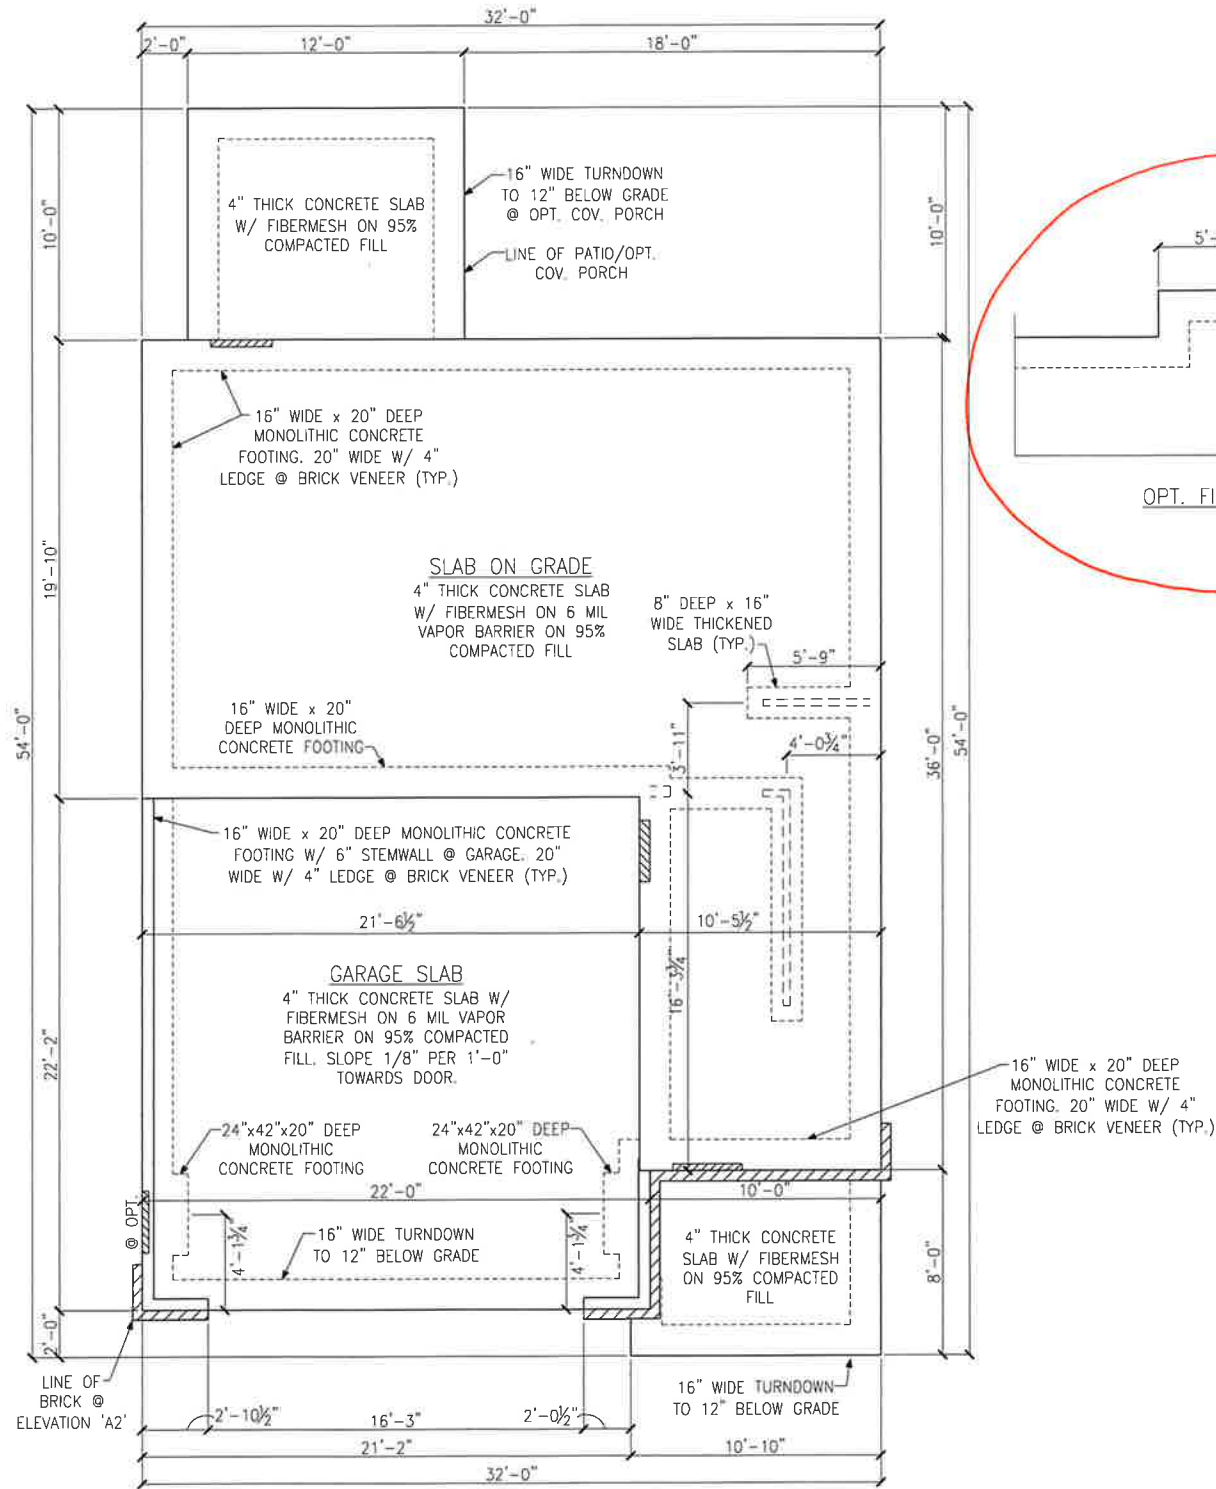 32'-0"
2'-0"
12'-0"
18'-0"
10'-0"
4" THICK CONCRETE SLAB
W/ FIBERMESH ON 95%
COMPACTED FILL
16" WIDE TURNDOWN
TO 12" BELOW GRADE
@ OPT. COV. PORCH
LINE OF PATIO/OPT.
COV. PORCH
10'-0"
5'-
OPT. FI
16" WIDE x 20" DEEP
MONOLITHIC CONCRETE
FOOTING. 20" WIDE W/ 4"
LEDGE @ BRICK VENEER (TYP.)
19'-10"
SLAB ON GRADE
4" THICK CONCRETE SLAB
W/ FIBERMESH ON 6 MIL
VAPOR BARRIER ON 95%
COMPACTED FILL
8" DEEP x 16"
WIDE THICKENED
SLAB (TYP.)
5'-9"
54'-0"
16" WIDE x 20"
DEEP MONOLITHIC
CONCRETE FOOTING
3'-11"
4'-0¾"
36'-0"
54'-0"
16" WIDE x 20" DEEP MONOLITHIC CONCRETE
FOOTING W/ 6" STEMWALL @ GARAGE. 20"
WIDE W/ 4" LEDGE @ BRICK VENEER (TYP.)
21'-6½"
10'-5½"
16'-3¾"
GARAGE SLAB
4" THICK CONCRETE SLAB W/
FIBERMESH ON 6 MIL VAPOR
BARRIER ON 95% COMPACTED
FILL. SLOPE 1/8" PER 1'-0"
TOWARDS DOOR.
22'-2"
16" WIDE x 20" DEEP
MONOLITHIC CONCRETE
FOOTING. 20" WIDE W/ 4"
LEDGE @ BRICK VENEER (TYP.)
24"x42"x20" DEEP
MONOLITHIC
CONCRETE FOOTING
24"x42"x20" DEEP
MONOLITHIC
CONCRETE FOOTING
@ OPT.
22'-0"
10'-0"
4'-1¾"
16" WIDE TURNDOWN
TO 12" BELOW GRADE
4'-1¾"
4" THICK CONCRETE
SLAB W/ FIBERMESH
ON 95% COMPACTED
FILL
8'-0"
2'-0"
LINE OF
BRICK @
ELEVATION 'A2'
16" WIDE TURNDOWN
TO 12" BELOW GRADE
2'-10½"
16'-3"
2'-0½"
21'-2"
10'-10"
32'-0"